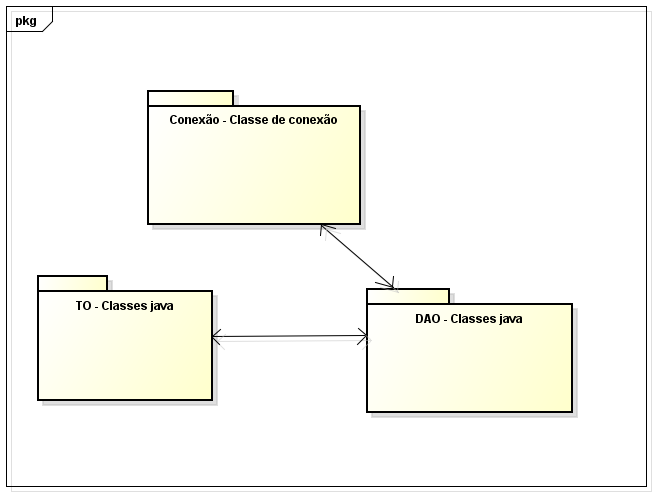 pkg
Conexão - Classe de conexão
TO - Classes java
DAO - Classes java